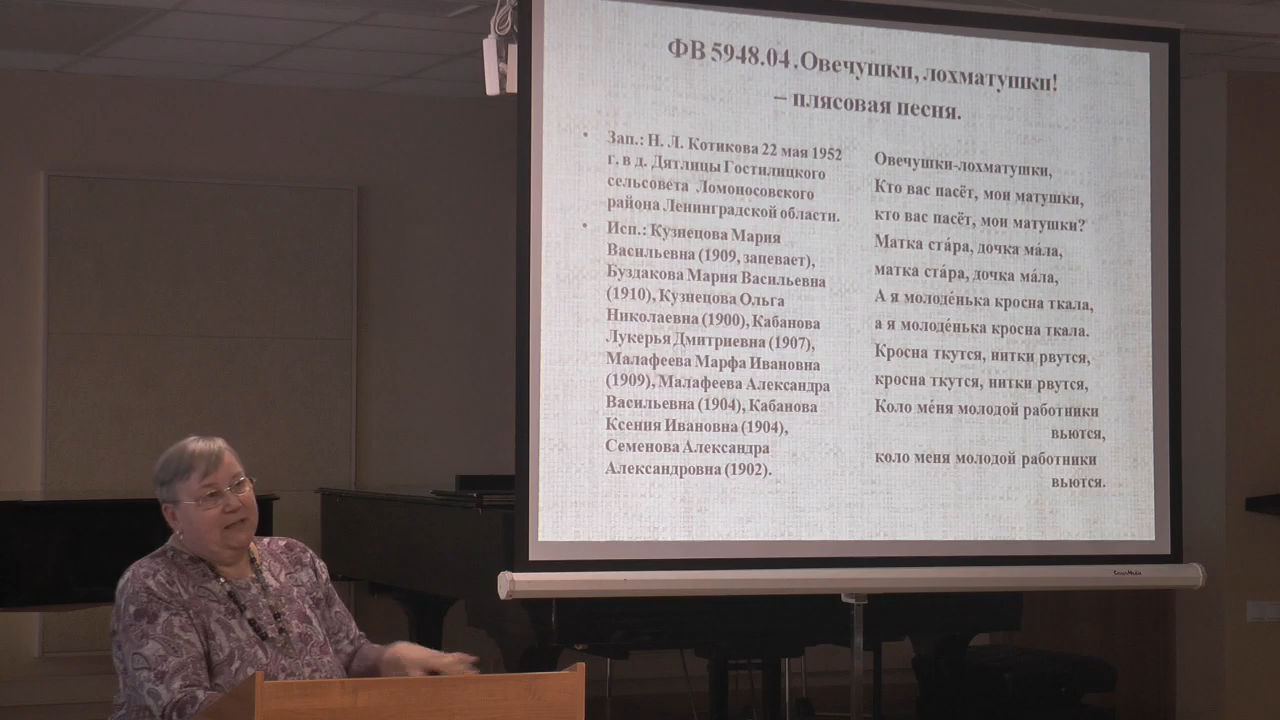 ФВ 5948.04.Овечушки, лохматушки!
– плясовая песня.
• Зап.: Н. Л. Котикова 22 мая 1952
г. в д. Дятлицы Гостилицкого
сельсовета Ломоносовского
района Ленинградской области.
• Исп.: Кузнецова Мария
Васильевна (1909, запевает),
Буздакова Мария Васильевна
(1910), Кузнецова Ольга
Николаевна (1900), Кабанова
Лукерья Дмитриевна (1907),
Малафеева Марфа Ивановна
(1909), Малафеева Александра
Васильевна (1904), Кабанова
Ксения Ивановна (1904),
Семенова Александра
Александровна (1902).
Овечушки-лохматушки,
Кто вас пасёт, мои матушки,
кто вас пасёт, мои матушки?
Матка ста́ра, дочка ма́ла,
матка ста́ра, дочка ма́ла,
А я молоде́нька кросна ткала,
а я молоде́нька кросна ткала.
Кросна ткутся, нитки рвутся,
кросна ткутся, нитки рвутся,
Коло ме́ня молодой работники
вьются,
коло меня молодой работники
вьются.